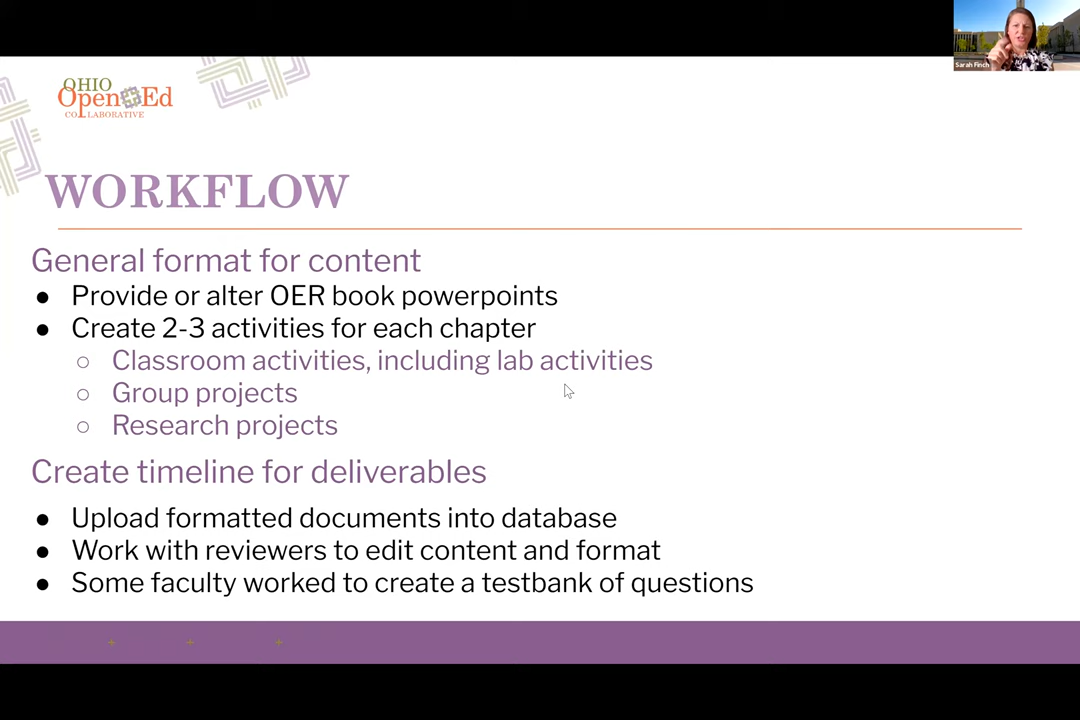 Sarah Finch
OHIO
Open Ed
COLLABORATIVE
WORKFLOW
General format for content
● Provide or alter OER book powerpoints
● Create 2-3 activities for each chapter
○ Classroom activities, including lab activities
○ Group projects
○ Research projects
Create timeline for deliverables
● Upload formatted documents into database
● Work with reviewers to edit content and format
● Some faculty worked to create a testbank of questions